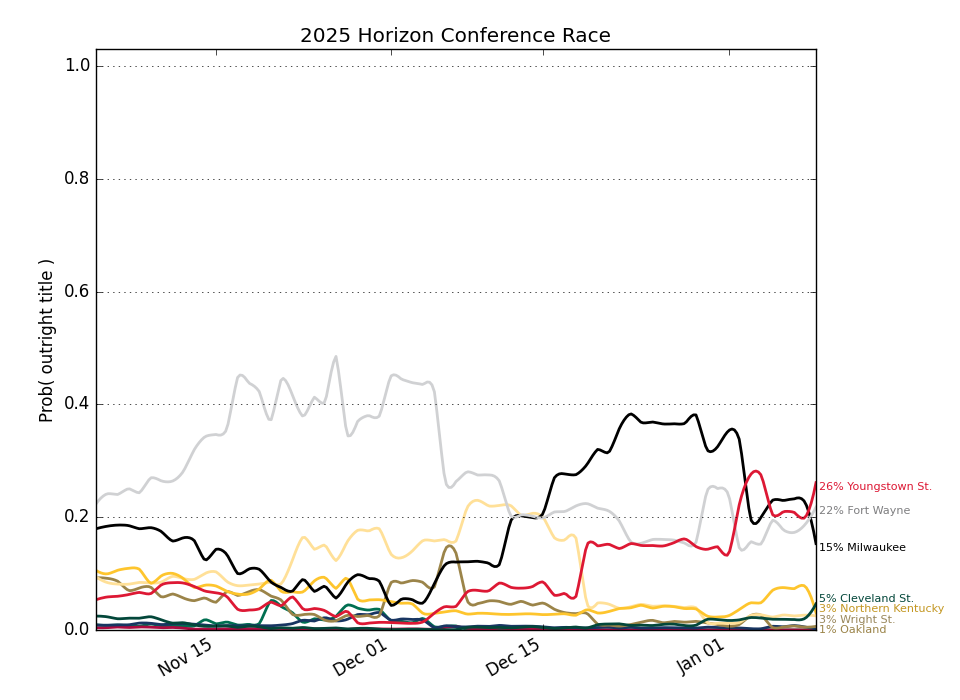 2025 Horizon Conference Race
1.0
0.8
0.6
0.4
0.2
0.0
Prob( outright title )
Nov 15
Dec 01
Dec 15
Jan 01
26% Youngstown St.
22% Fort Wayne
15% Milwaukee
5% Cleveland St.
3% Northern Kentucky
3% Wright St.
1% Oakland